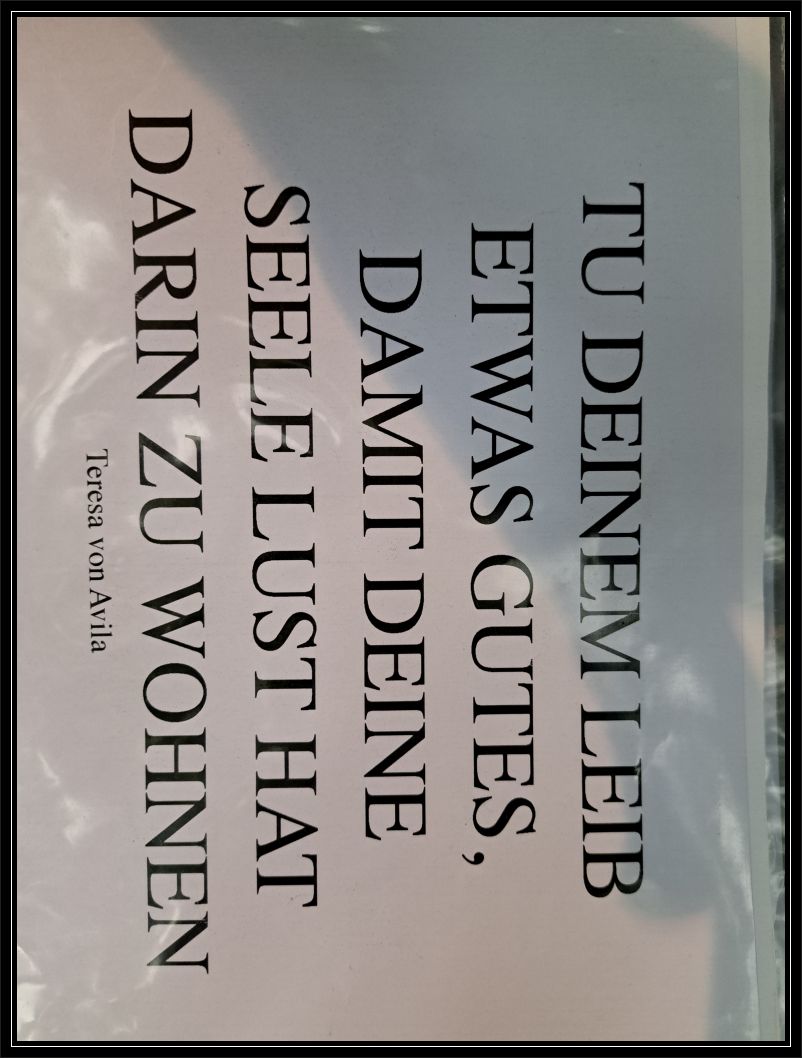 TU DEINEM LEIB
ETWAS GUTES ,
DAMIT DEINE
SEELE LUST HAT
DARIN ZU WOHNEN
Teresa von Avila